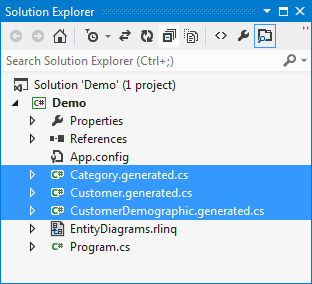 Solution Explorer
Search Solution Explorer (Ctrl+;)
Solution 'Demo' (1 project)
C# Demo
Properties
References
App.config
C# Category.generated.cs
C# Customer.generated.cs
C# CustomerDemographic.generated.cs
EntityDiagrams.rlinq
C# Program.cs